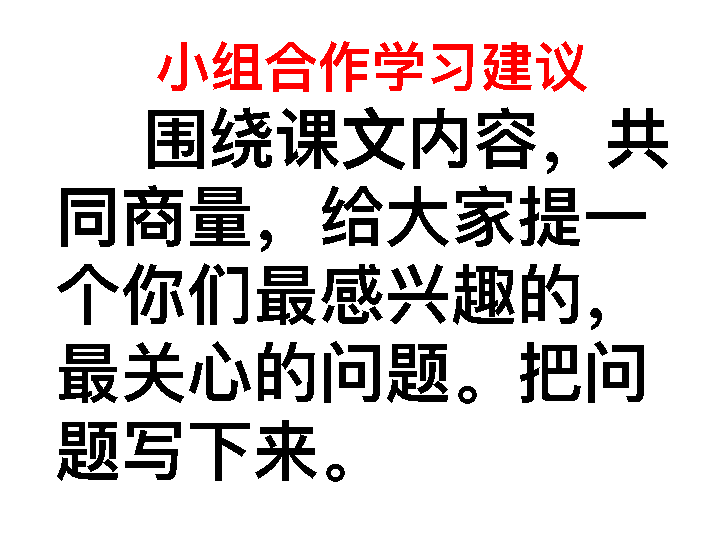 小组合作学习建议
围绕课文内容，共
同商量，给大家提一
个你们最感兴趣的，
最关心的问题。把问
题写下来。